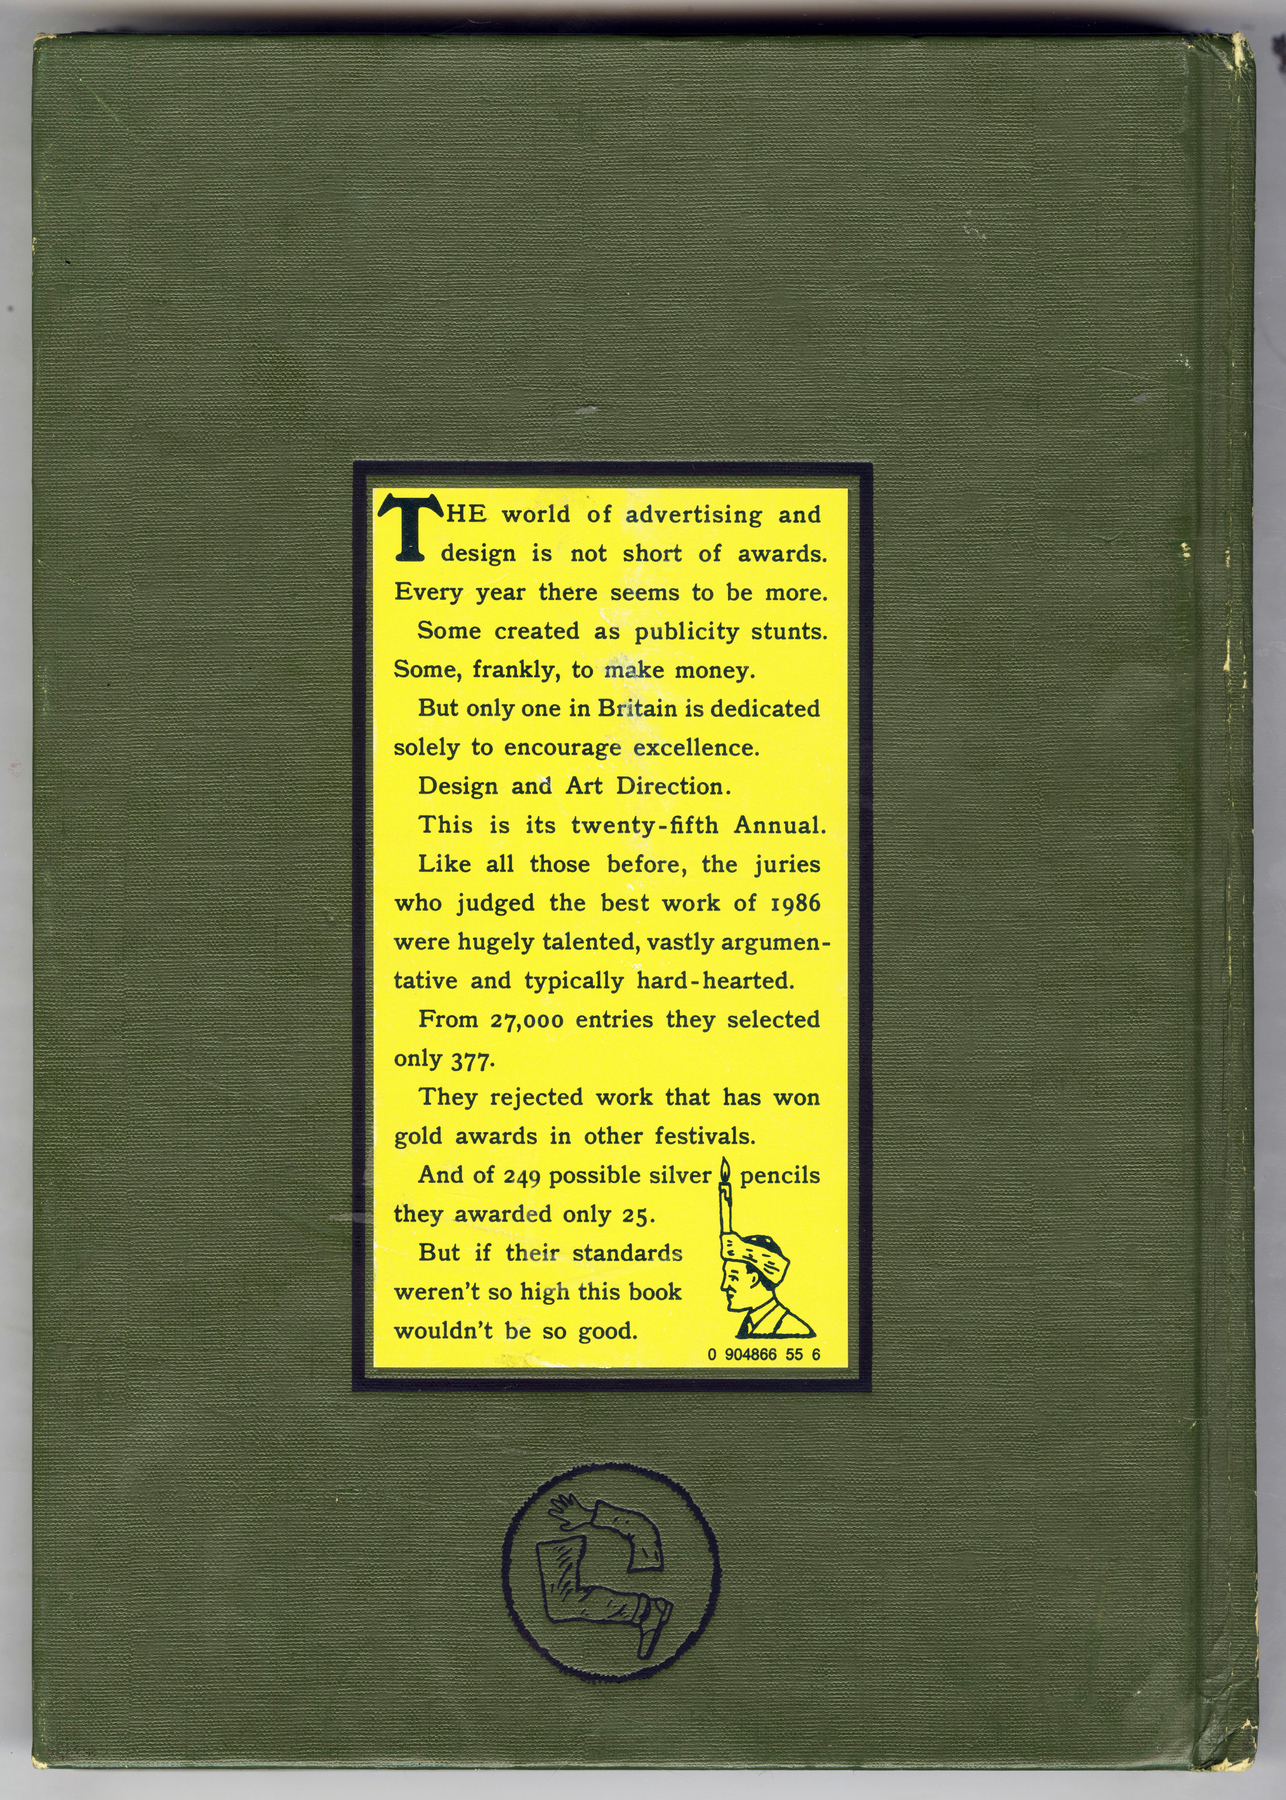 THE world of advertising and
design is not short of awards.
Every year there seems to be more.
Some created as publicity stunts.
Some, frankly, to make money.
But only one in Britain is dedicated
solely to encourage excellence.
Design and Art Direction.
This is its twenty-fifth Annual.
Like all those before, the juries
who judged the best work of 1986
were hugely talented, vastly argumen-
tative and typically hard-hearted.
From 27,000 entries they selected
only 377.
They rejected work that has won
gold awards in other festivals.
And of 249 possible silver pencils
they awarded only 25.
But if their standards
weren't so high this book
wouldn't be so good.
0 904866 55 6